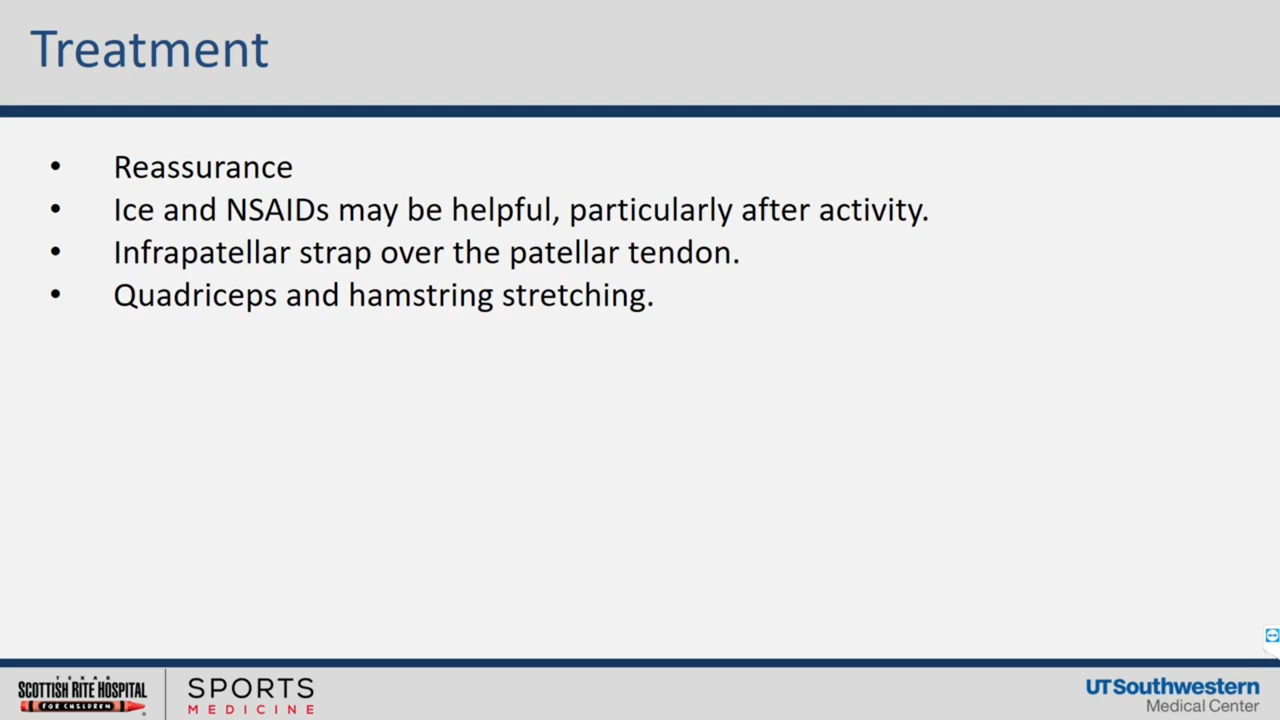 Treatment
• Reassurance
• Ice and NSAIDs may be helpful, particularly after activity.
• Infrapatellar strap over the patellar tendon.
• Quadriceps and hamstring stretching.
TEXAS
SCOTTISH RITE HOSPITAL
FOR CHILDREN
SPORTS
MEDICINE
UTSouthwestern
Medical Center